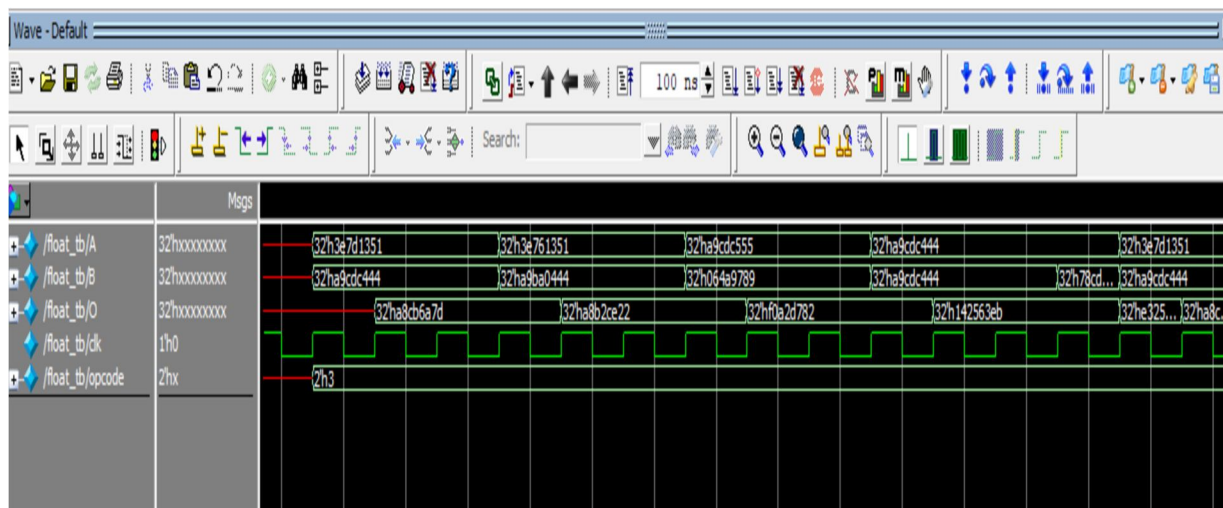 Wave - Default
100 ns
Search:
Msgs
/float_tb/A 32'hxxxxxxxx 32'h3e7d1351 32'h3e761351 32'ha9cdc555 32'ha9cdc444 32'h3e7d1351
/float_tb/B 32'hxxxxxxxx 32'ha9cdc444 32'ha9ba0444 32'h064a9789 32'ha9cdc444 32'h78cd... 32'ha9cdc444
/float_tb/O 32'hxxxxxxxx 32'ha8cb6a7d 32'ha8b2ce22 32'hf0a2d782 32'h142563eb 32'he325... 32'ha8c...
/float_tb/clk 1'h0
/float_tb/opcode 2'hx 2'h3